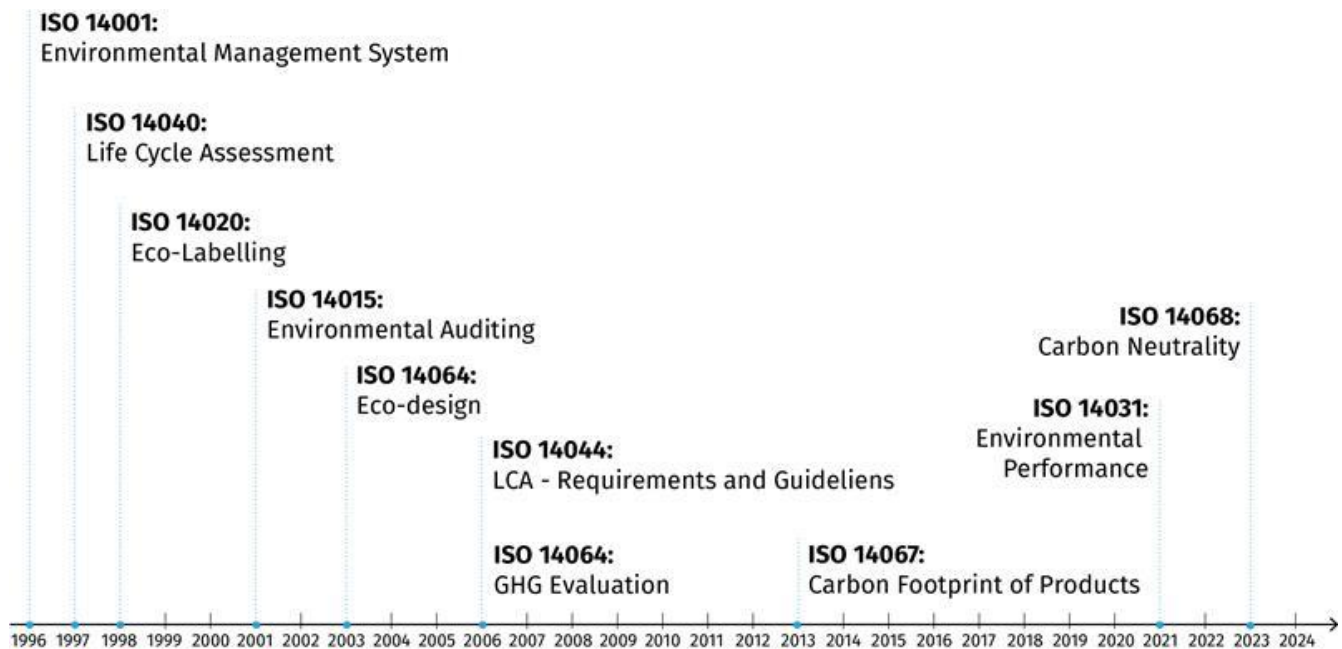 ISO 14001:
Environmental Management System
ISO 14040:
Life Cycle Assessment
ISO 14020:
Eco-Labelling
ISO 14015:
Environmental Auditing
ISO 14064:
Eco-design
ISO 14044:
LCA - Requirements and Guideliens
ISO 14064:
GHG Evaluation
ISO 14067:
Carbon Footprint of Products
ISO 14031:
Environmental
Performance
ISO 14068:
Carbon Neutrality
1996 1997 1998 1999 2000 2001 2002 2003 2004 2005 2006 2007 2008 2009 2010 2011 2012 2013 2014 2015 2016 2017 2018 2019 2020 2021 2022 2023 2024